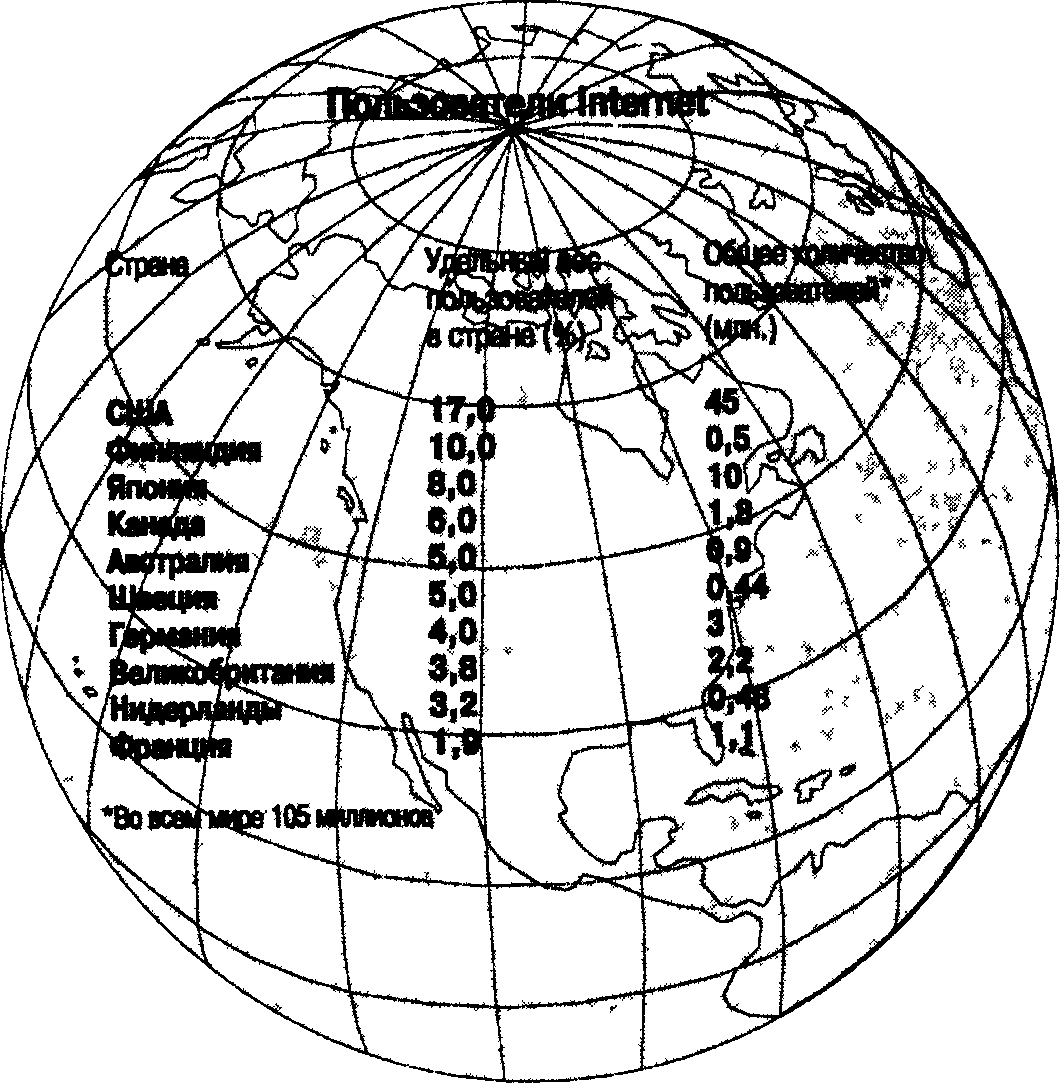 Пользователи Internet
Страна Удельный вес пользователей в стране (%) Общее количество пользователей* (млн.)
США 17,0 45
Финляндия 10,0 0,5
Япония 8,0 10
Канада 6,0 1,8
Австралия 5,0 0,9
Швеция 5,0 0,44
Германия 4,0 3
Великобритания 3,8 2,2
Нидерланды 3,2 0,48
Франция 1,9 1,1
*Во всем мире 105 миллионов